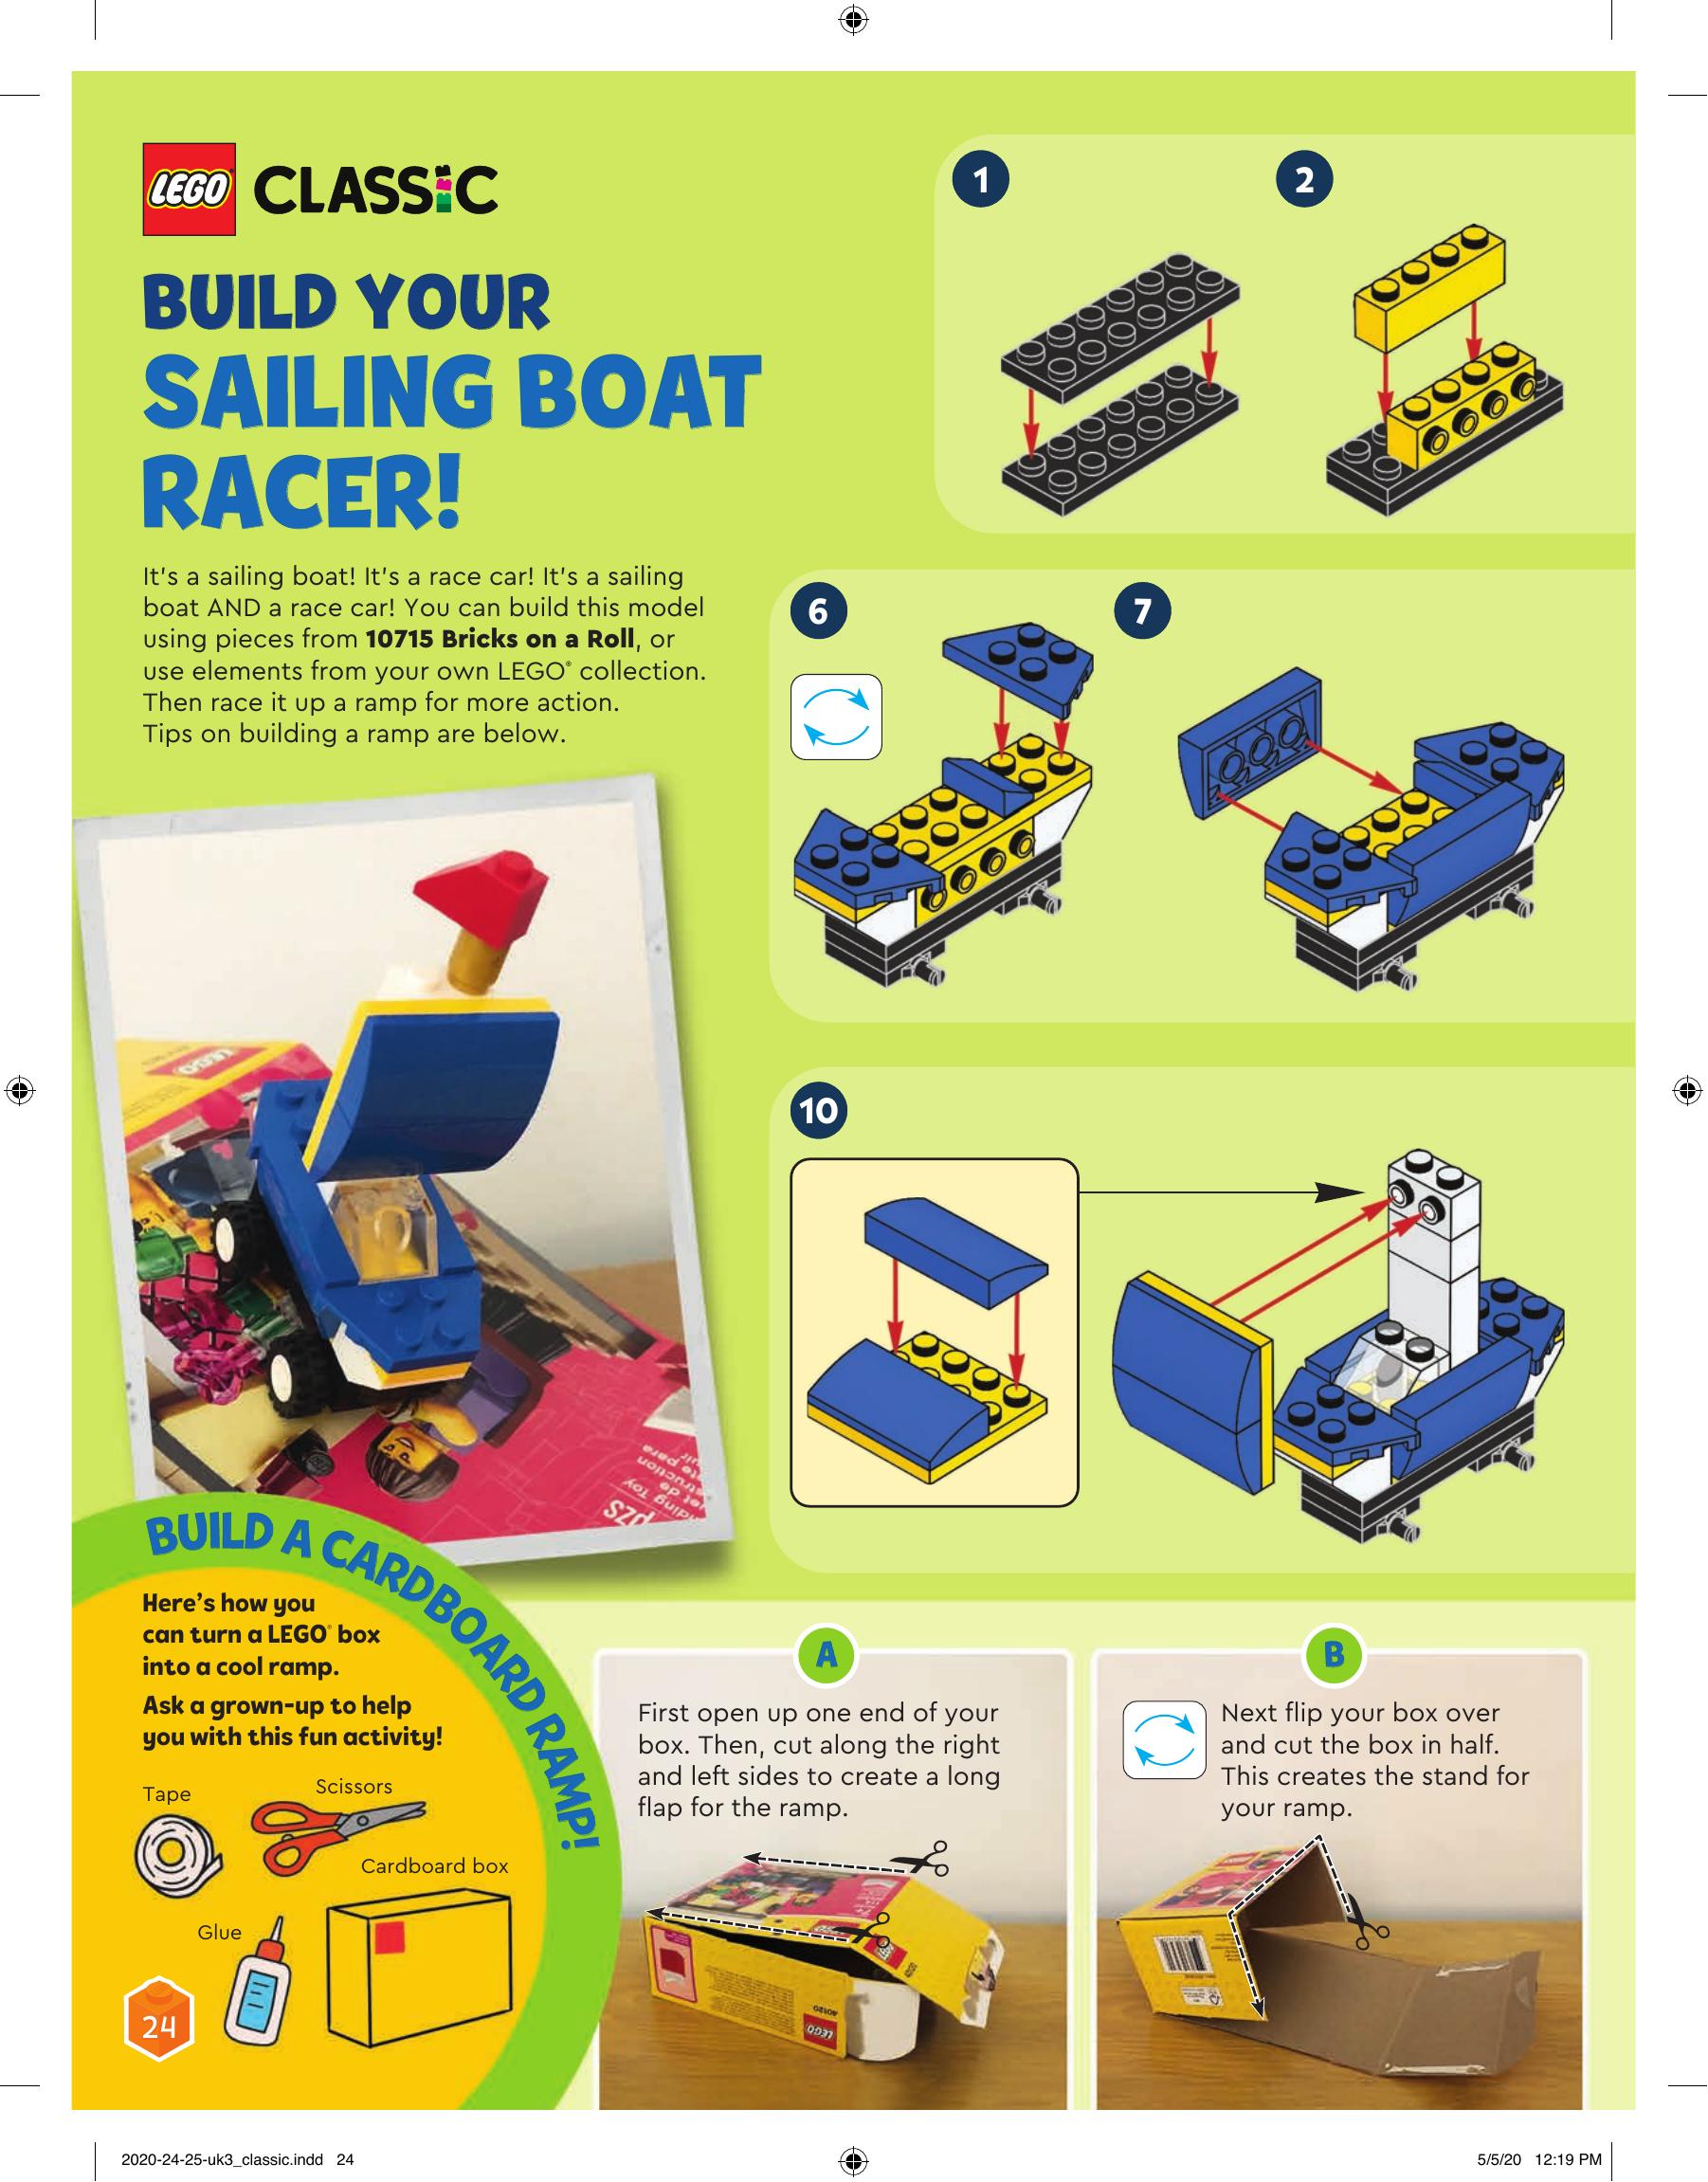 LEGO CLASSIC
BUILD YOUR
SAILING BOAT
RACER!
It's a sailing boat! It's a race car! It's a sailing
boat AND a race car! You can build this model
using pieces from 10715 Bricks on a Roll, or
use elements from your own LEGO® collection.
Then race it up a ramp for more action.
Tips on building a ramp are below.
1
2
6
7
10
LEGO
BUILD A CARDBOARD RAMP!
Here's how you
can turn a LEGO® box
into a cool ramp.
Ask a grown-up to help
you with this fun activity!
Tape
Scissors
Cardboard box
Glue
24
A
First open up one end of your
box. Then, cut along the right
and left sides to create a long
flap for the ramp.
LEGO
40120
LEGO
B
Next flip your box over
and cut the box in half.
This creates the stand for
your ramp.
2020-24-25-uk3_classic.indd 24
5/5/20 12:19 PM